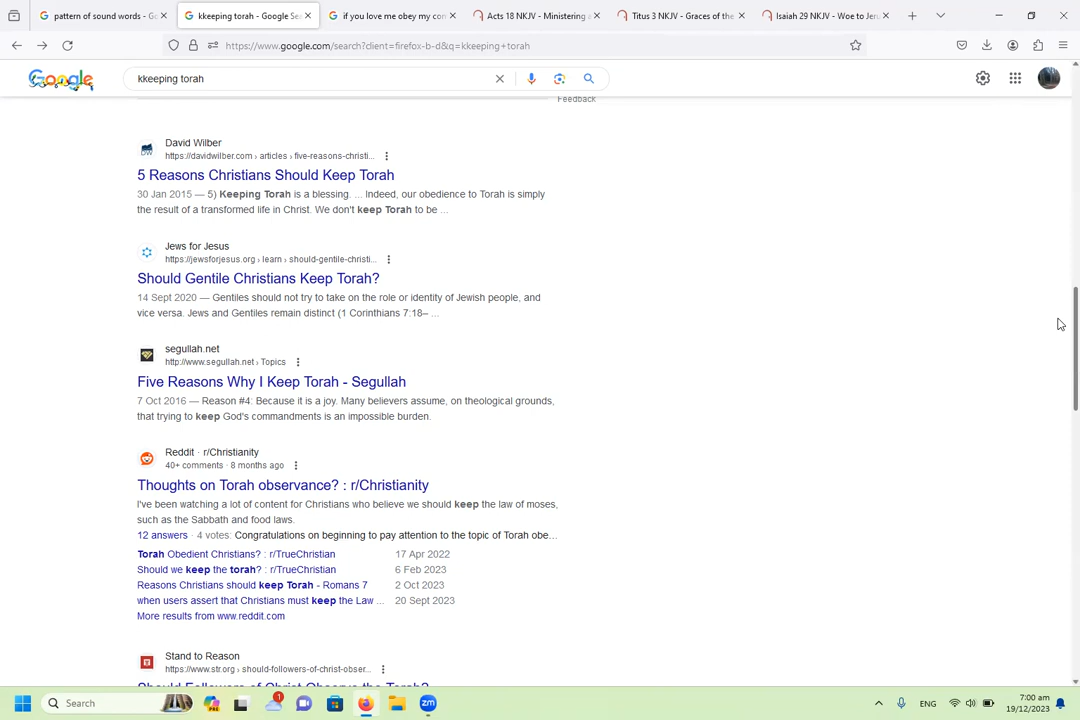 pattern of sound words - Go
kkeeping torah - Google Sea
if you love me obey my con
Acts 18 NKJV - Ministering a
Titus 3 NKJV - Graces of the
Isaiah 29 NKJV - Woe to Jeru
https://www.google.com/search?client=firefox-b-d&q=kkeeping+torah
Google
kkeeping torah
Feedback
David Wilber
https://davidwilber.com › articles › five-reasons-christi...
5 Reasons Christians Should Keep Torah
30 Jan 2015 — 5) Keeping Torah is a blessing. ... Indeed, our obedience to Torah is simply
the result of a transformed life in Christ. We don't keep Torah to be ...
Jews for Jesus
https://jewsforjesus.org › learn › should-gentile-christi...
Should Gentile Christians Keep Torah?
14 Sept 2020 — Gentiles should not try to take on the role or identity of Jewish people, and
vice versa. Jews and Gentiles remain distinct (1 Corinthians 7:18– ...
segullah.net
http://www.segullah.net › Topics
Five Reasons Why I Keep Torah - Segullah
7 Oct 2016 — Reason #4: Because it is a joy. Many believers assume, on theological grounds,
that trying to keep God's commandments is an impossible burden.
Reddit · r/Christianity
40+ comments · 8 months ago
Thoughts on Torah observance? : r/Christianity
I've been watching a lot of content for Christians who believe we should keep the law of moses,
such as the Sabbath and food laws.
12 answers · 4 votes: Congratulations on beginning to pay attention to the topic of Torah obe...
Torah Obedient Christians? : r/TrueChristian 17 Apr 2022
Should we keep the torah? : r/TrueChristian 6 Feb 2023
Reasons Christians should keep Torah - Romans 7 2 Oct 2023
when users assert that Christians must keep the Law ... 20 Sept 2023
More results from www.reddit.com
Stand to Reason
https://www.str.org › should-followers-of-christ-obser...
Should Followers of Christ Observe the Torah?
Search
PRE
1
zm
ENG
7:00 am
19/12/2023